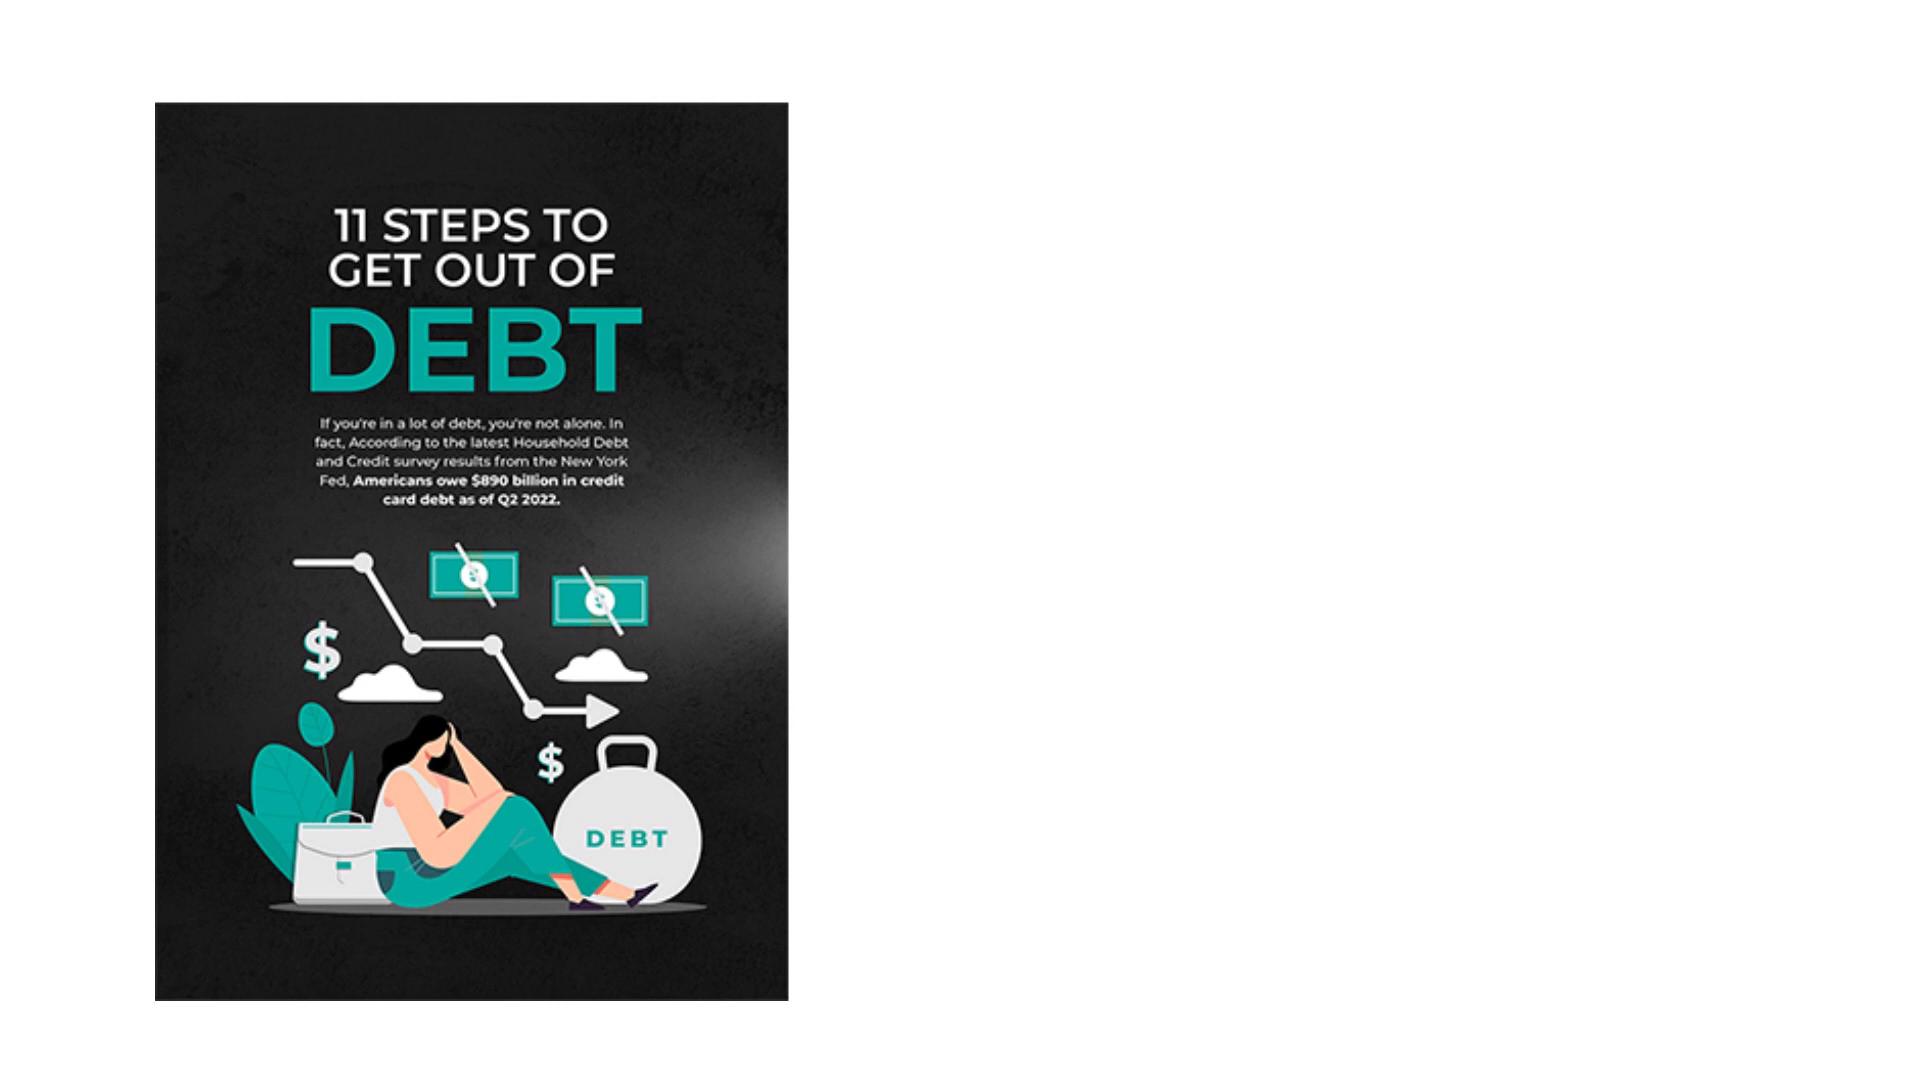 11 STEPS TO
GET OUT OF
DEBT
If you're in a lot of debt, you're not alone. In
fact, According to the latest Household Debt
and Credit survey results from the New York
Fed, Americans owe $890 billion in credit
card debt as of Q2 2022.
$
$
DEBT